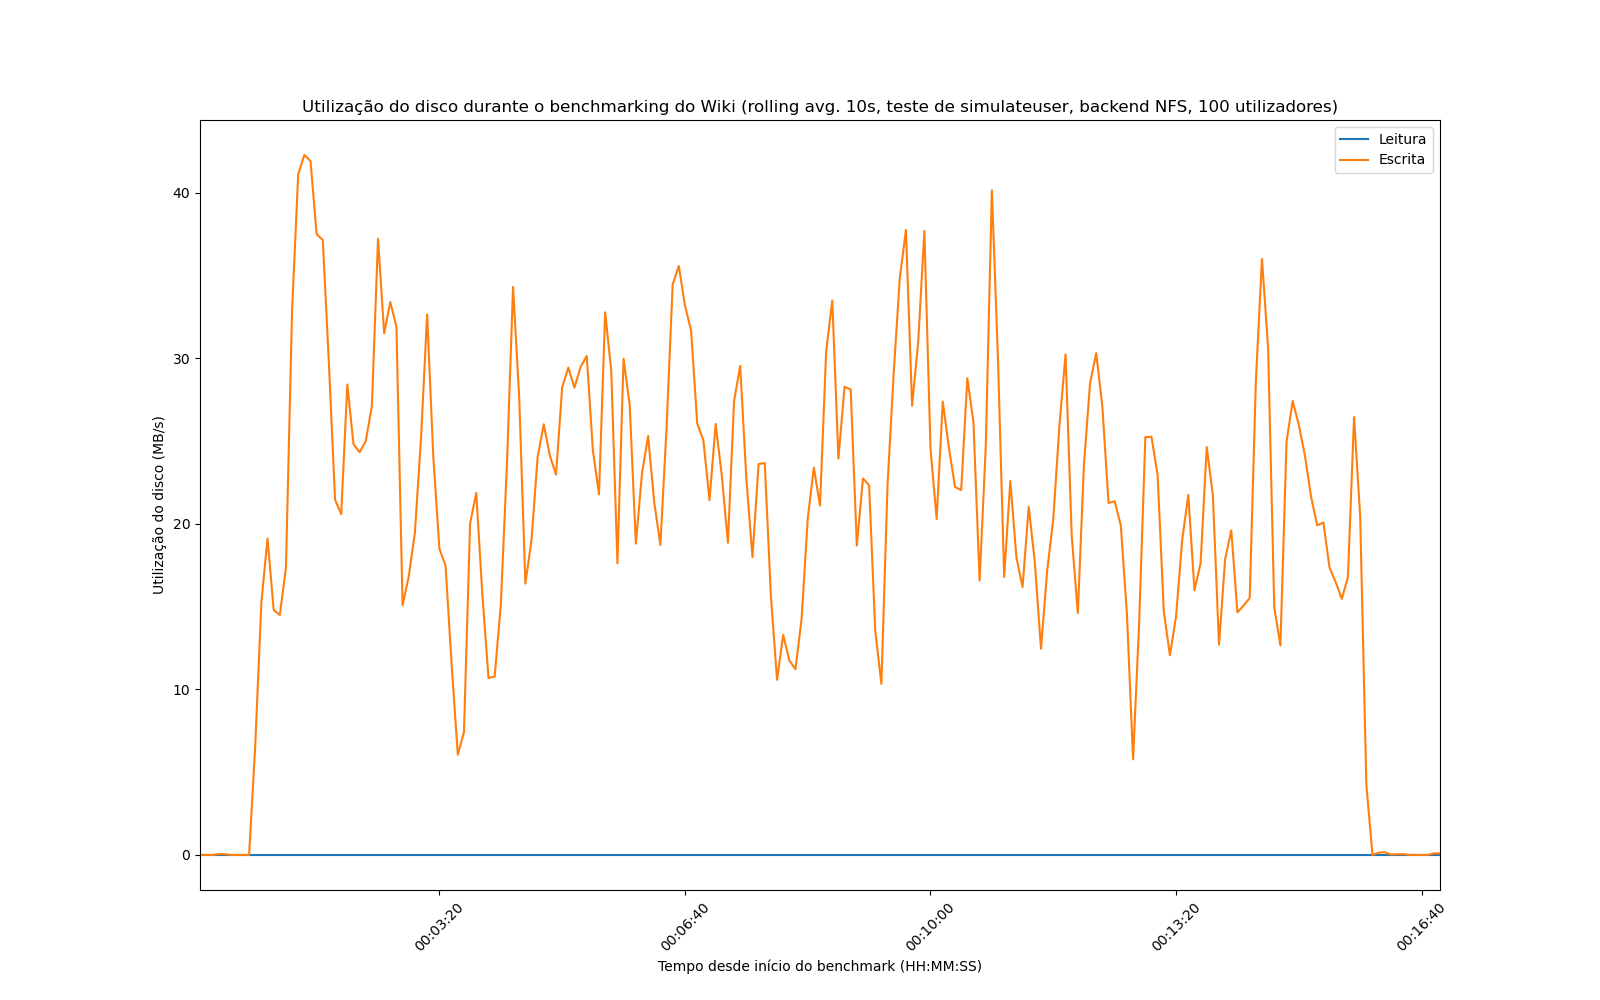 Utilização do disco durante o benchmarking do Wiki (rolling avg. 10s, teste de simulateuser, backend NFS, 100 utilizadores)
Leitura
Escrita
Utilização do disco (MB/s)
40
30
20
10
0
00:03:20
00:06:40
00:10:00
00:13:20
00:16:40
Tempo desde início do benchmark (HH:MM:SS)